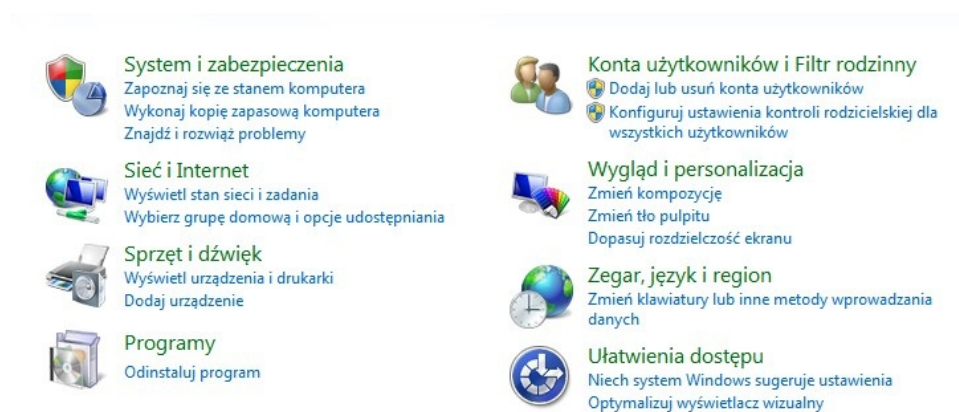 System i zabezpieczenia
Zapoznaj się ze stanem komputera
Wykonaj kopię zapasową komputera
Znajdź i rozwiąż problemy
Sieć i Internet
Wyświetl stan sieci i zadania
Wybierz grupę domową i opcje udostępniania
Sprzęt i dźwięk
Wyświetl urządzenia i drukarki
Dodaj urządzenie
Programy
Odinstaluj program
Konta użytkowników i Filtr rodzinny
Dodaj lub usuń konta użytkowników
Konfiguruj ustawienia kontroli rodzicielskiej dla
wszystkich użytkowników
Wygląd i personalizacja
Zmień kompozycję
Zmień tło pulpitu
Dopasuj rozdzielczość ekranu
Zegar, język i region
Zmień klawiatury lub inne metody wprowadzania
danych
Ułatwienia dostępu
Niech system Windows sugeruje ustawienia
Optymalizuj wyświetlacz wizualny